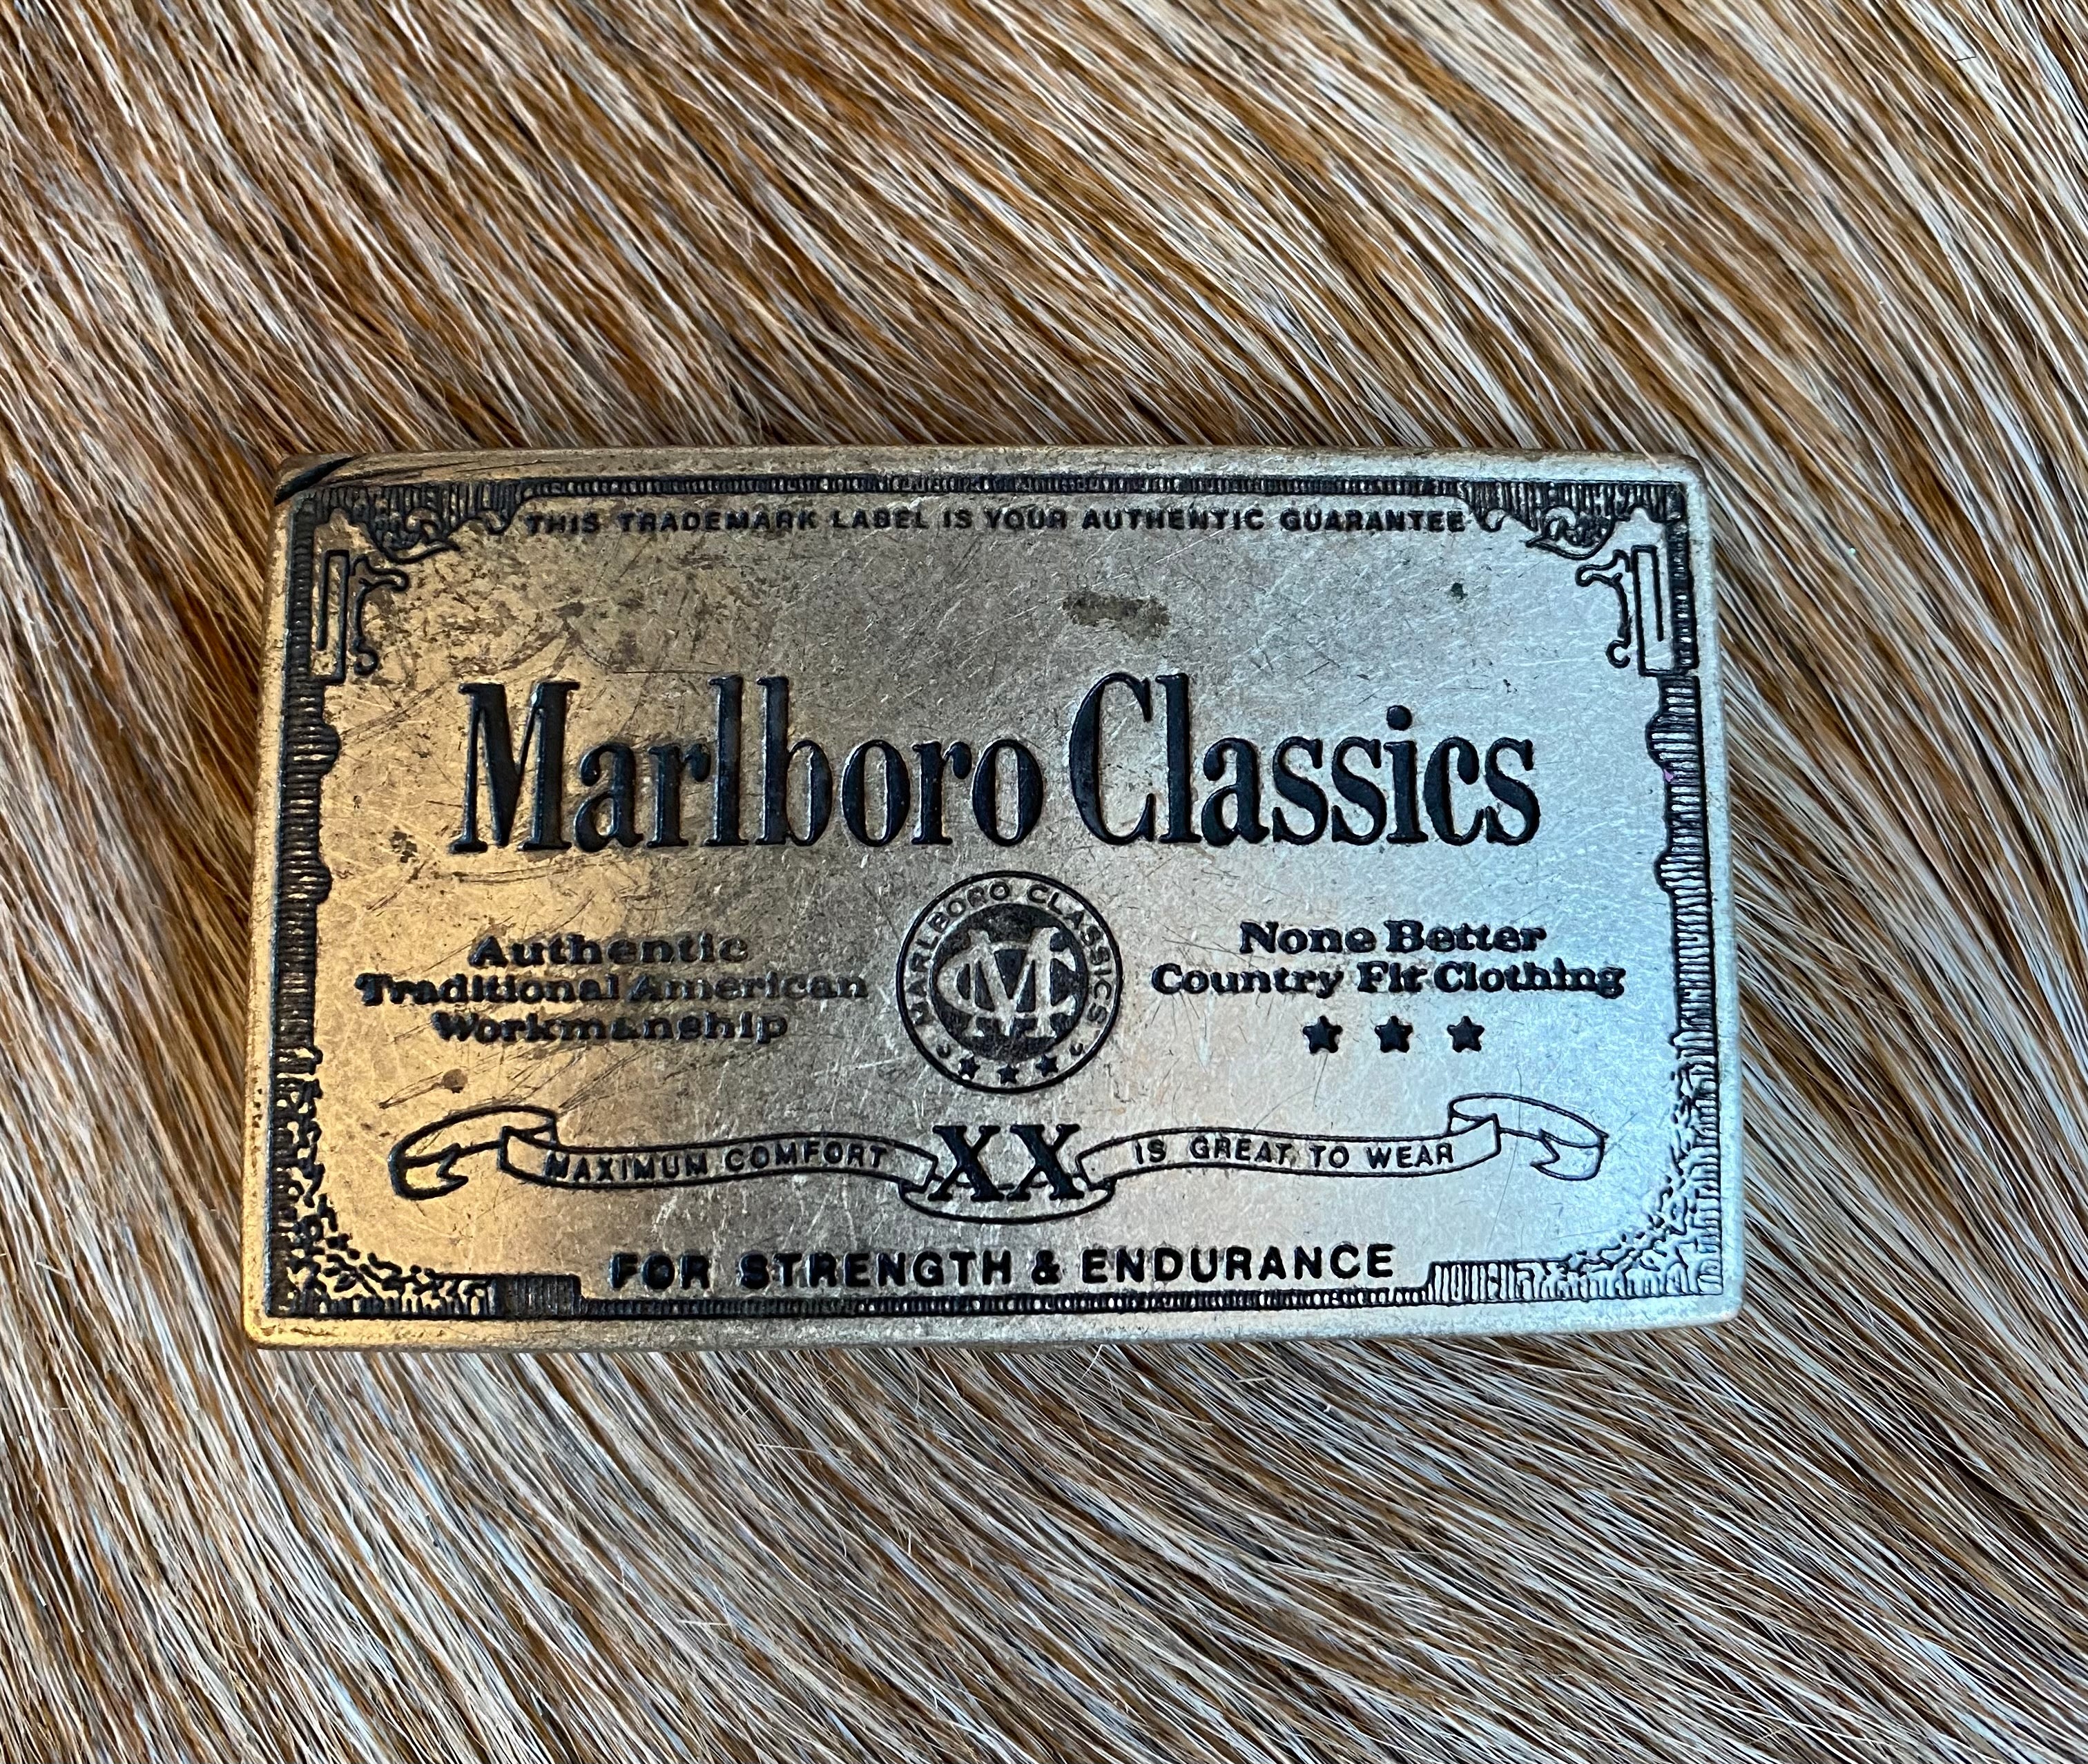 THIS TRADEMARK LABEL IS YOUR AUTHENTIC GUARANTEE
Marlboro Classics
Authentic
Traditional American
Workmanship
MARLBORO CLASSICS
MC
None Better
Country Fit Clothing
MAXIMUM COMFORT XX IS GREAT TO WEAR
FOR STRENGTH & ENDURANCE